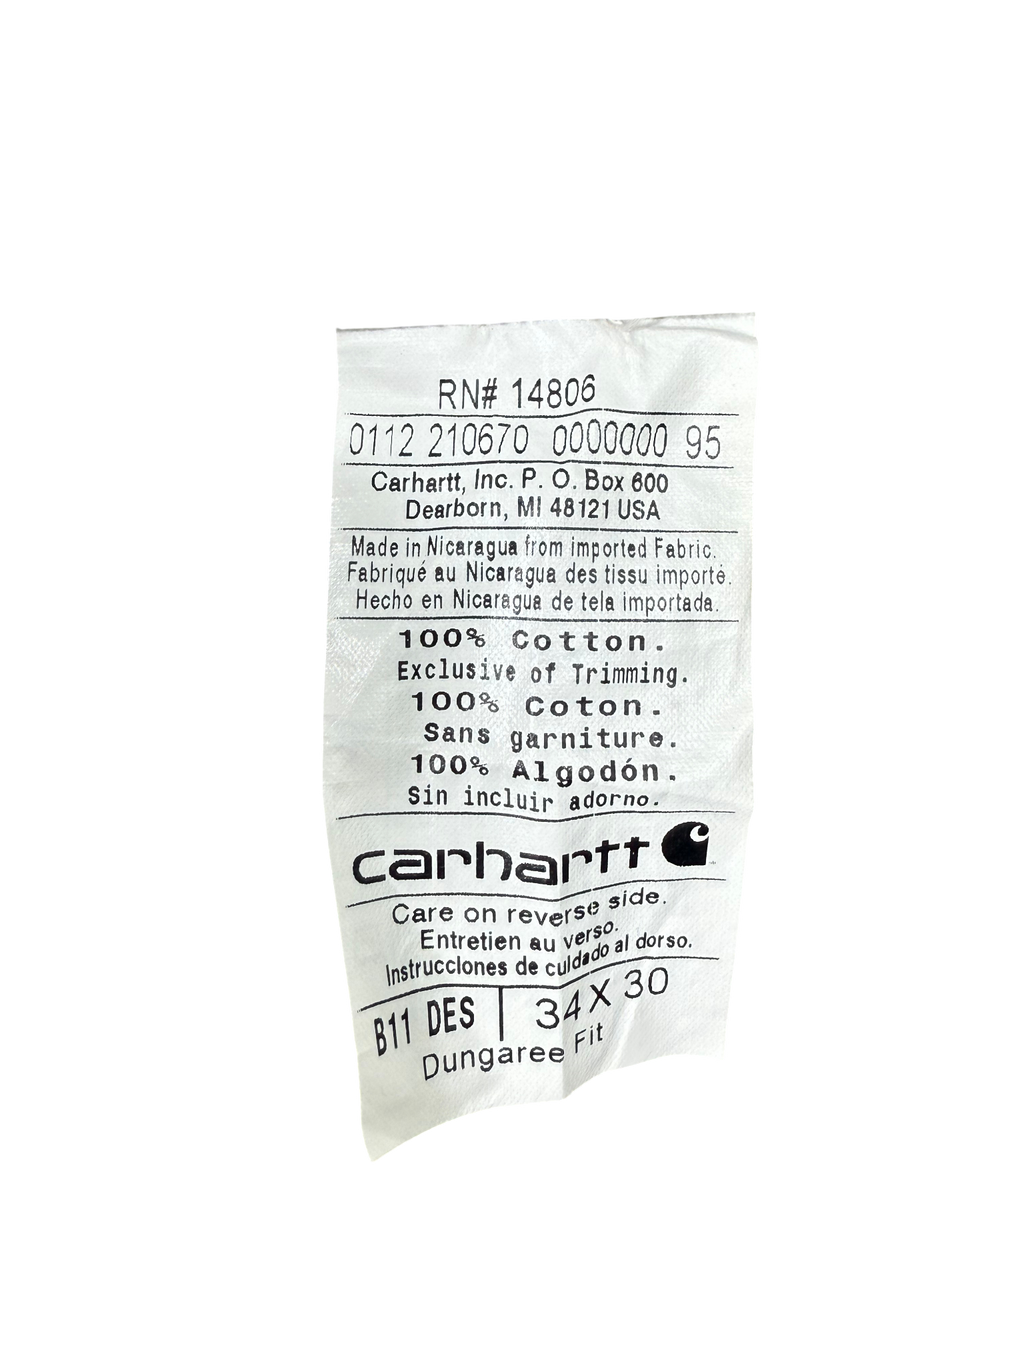 RN# 14806
0112 210670 0000000 95
Carhartt, Inc. P. O. Box 600
Dearborn, MI 48121 USA
Made in Nicaragua from imported Fabric.
Fabriqué au Nicaragua des tissu importé.
Hecho en Nicaragua de tela importada.
100% Cotton.
Exclusive of Trimming.
100% Coton.
Sans garniture.
100% Algodón.
Sin incluir adorno.
carhartt
Care on reverse side.
Entretien au verso.
Instrucciones de cuidado al dorso.
B11 DES | 34 X 30
Dungaree Fit